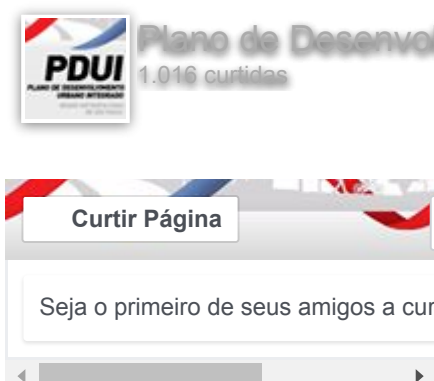 Plano de Desenvol
1.016 curtidas
PDUI
PLANO DE DESENVOLVIMENTO
URBANO INTEGRADO
Curtir Página
Seja o primeiro de seus amigos a cur